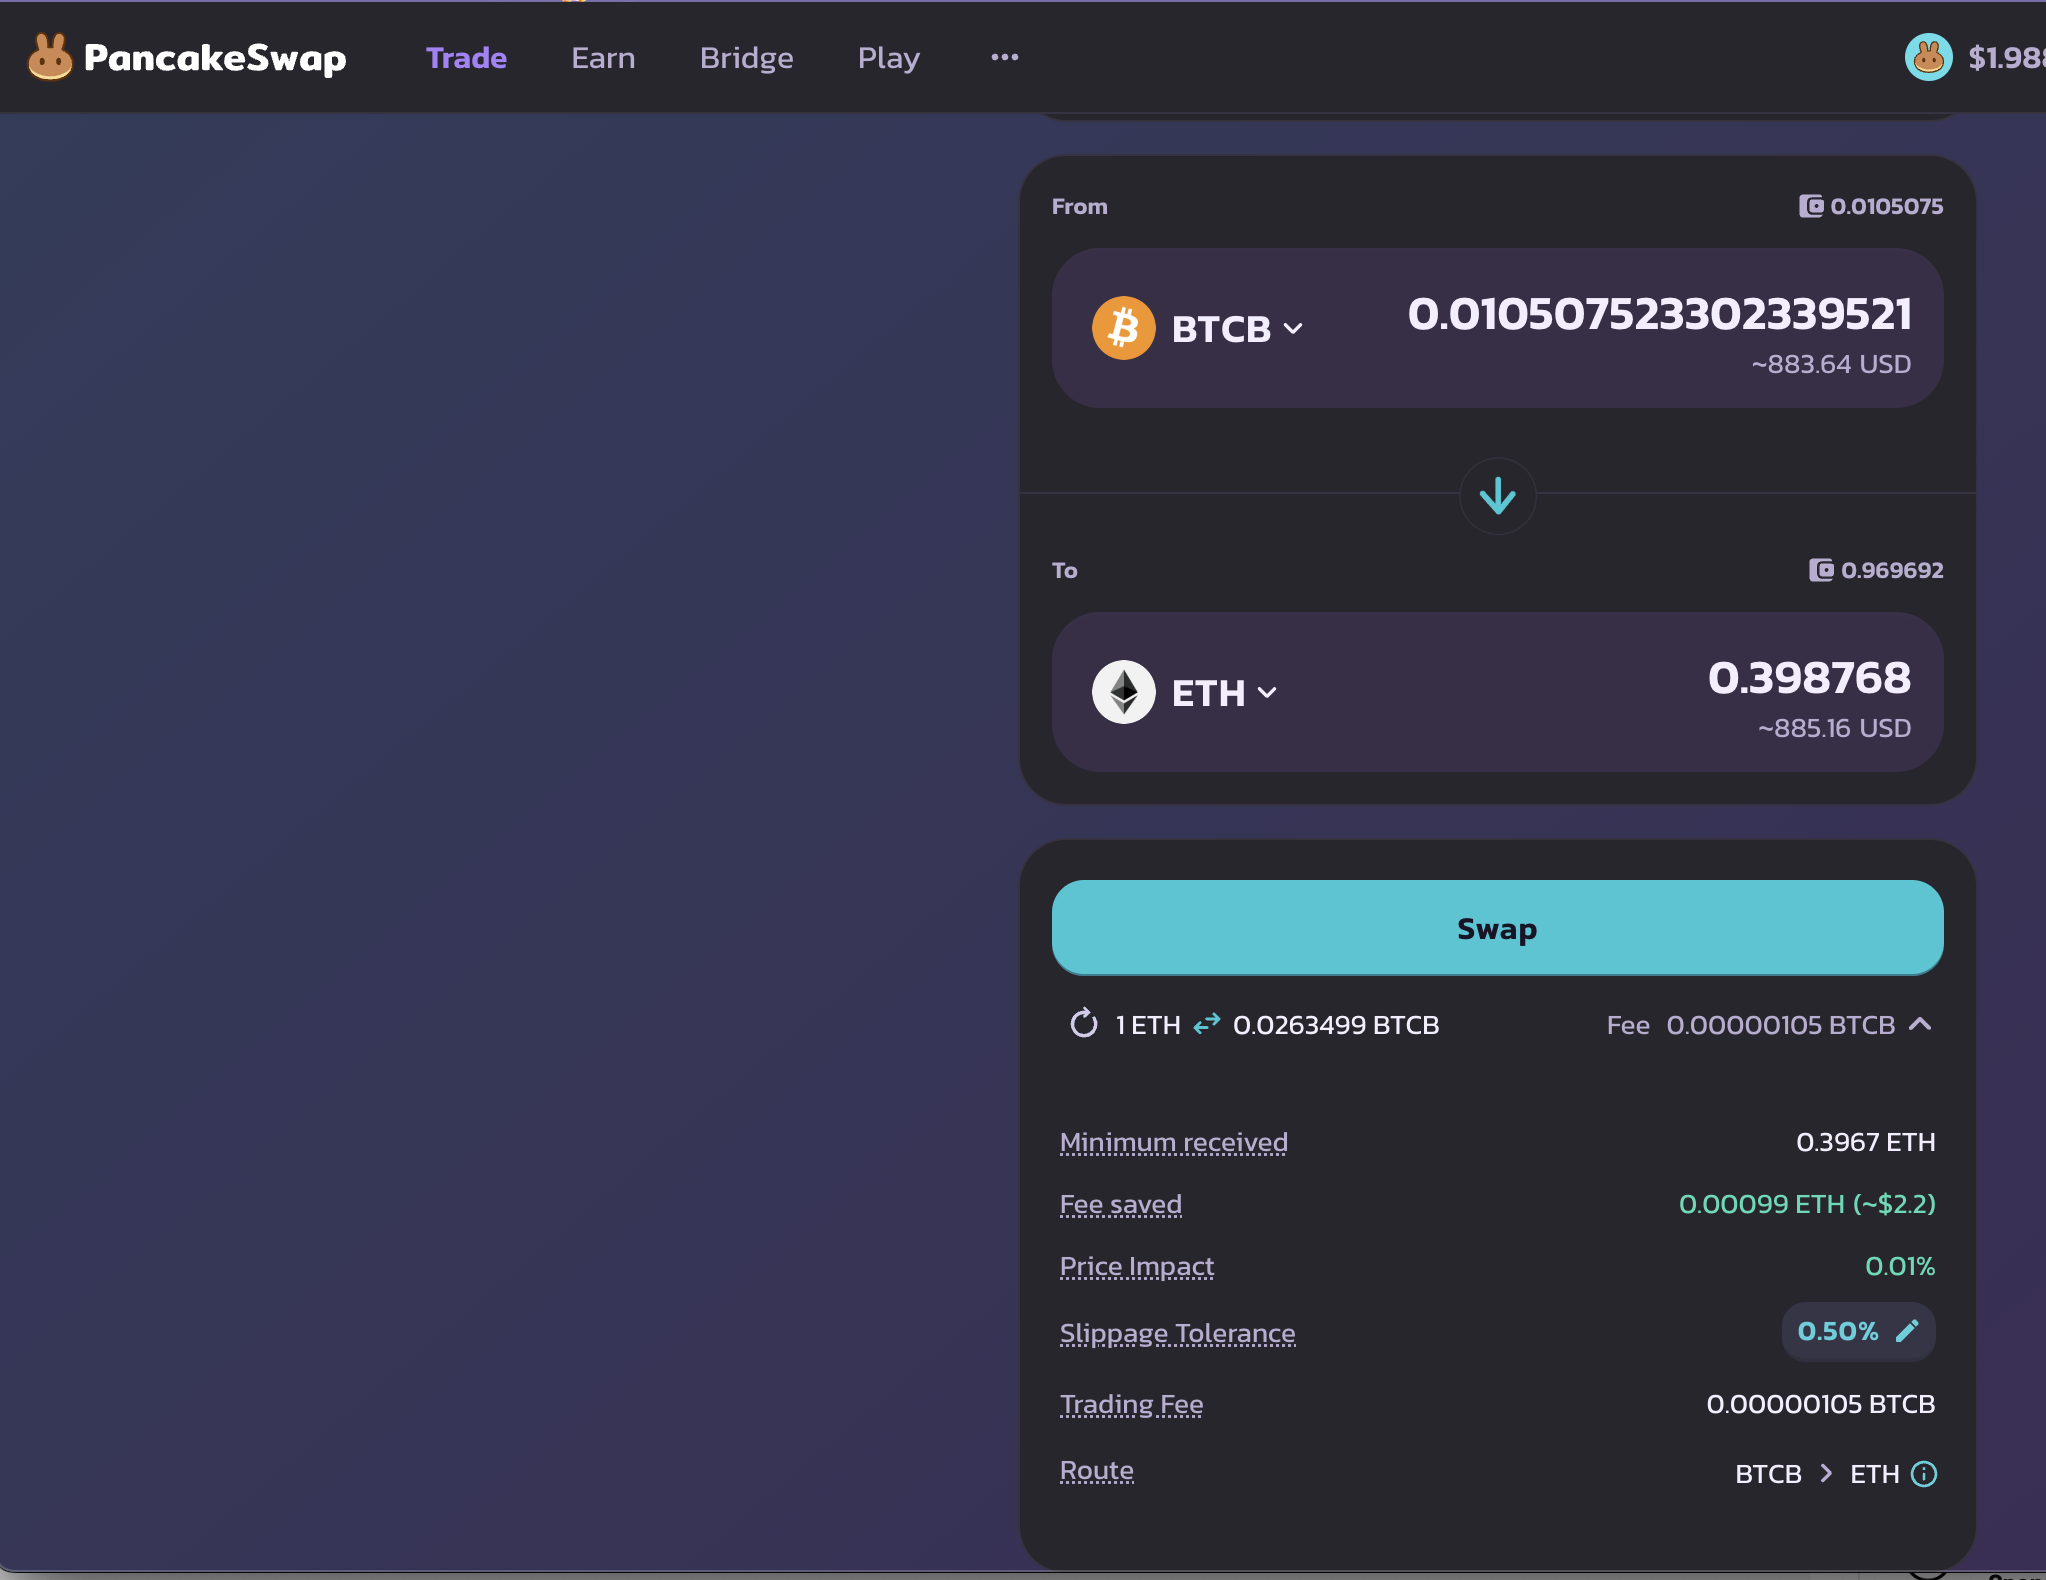 PancakeSwap Trade Earn Bridge Play ••• $1.98
From 0.0105075
BTCB 0.010507523302339521
~883.64 USD
To 0.969692
ETH 0.398768
~885.16 USD
Swap
1 ETH 0.0263499 BTCB Fee 0.00000105 BTCB
Minimum received 0.3967 ETH
Fee saved 0.00099 ETH (~$2.2)
Price Impact 0.01%
Slippage Tolerance 0.50%
Trading Fee 0.00000105 BTCB
Route BTCB > ETH